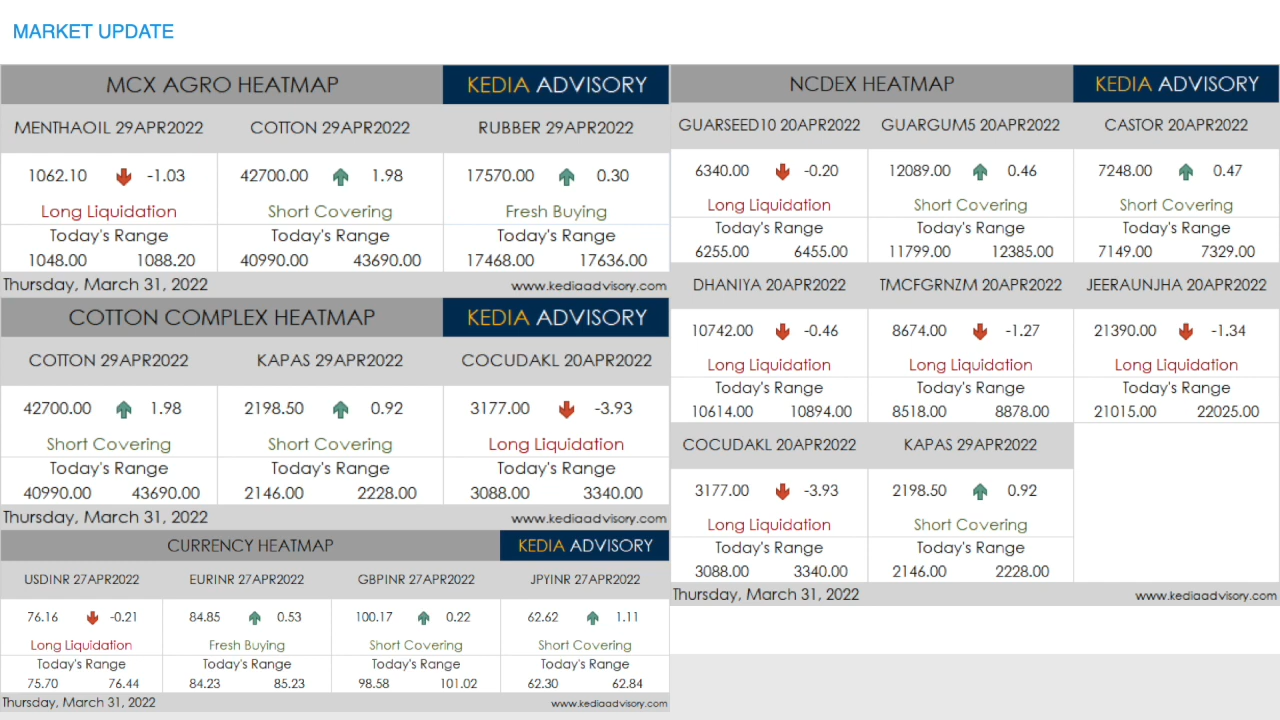 MARKET UPDATE
MCX AGRO HEATMAP KEDIA ADVISORY
MENTHAOIL 29APR2022 COTTON 29APR2022 RUBBER 29APR2022
1062.10 -1.03 42700.00 1.98 17570.00 0.30
Long Liquidation Short Covering Fresh Buying
Today's Range Today's Range Today's Range
1048.00 1088.20 40990.00 43690.00 17468.00 17636.00
Thursday, March 31, 2022 www.kediaadvisory.com
COTTON COMPLEX HEATMAP KEDIA ADVISORY
COTTON 29APR2022 KAPAS 29APR2022 COCUDAKL 20APR2022
42700.00 1.98 2198.50 0.92 3177.00 -3.93
Short Covering Short Covering Long Liquidation
Today's Range Today's Range Today's Range
40990.00 43690.00 2146.00 2228.00 3088.00 3340.00
Thursday, March 31, 2022 www.kediaadvisory.com
CURRENCY HEATMAP KEDIA ADVISORY
USDINR 27APR2022 EURINR 27APR2022 GBPINR 27APR2022 JPYINR 27APR2022
76.16 -0.21 84.85 0.53 100.17 0.22 62.62 1.11
Long Liquidation Fresh Buying Short Covering Short Covering
Today's Range Today's Range Today's Range Today's Range
75.70 76.44 84.23 85.23 98.58 101.02 62.30 62.84
Thursday, March 31, 2022 www.kediaadvisory.com
NCDEX HEATMAP KEDIA ADVISORY
GUARSEED10 20APR2022 GUARGUM5 20APR2022 CASTOR 20APR2022
6340.00 -0.20 12089.00 0.46 7248.00 0.47
Long Liquidation Short Covering Short Covering
Today's Range Today's Range Today's Range
6255.00 6455.00 11799.00 12385.00 7149.00 7329.00
DHANIYA 20APR2022 TMCFGRNZM 20APR2022 JEERAUNJHA 20APR2022
10742.00 -0.46 8674.00 -1.27 21390.00 -1.34
Long Liquidation Long Liquidation Long Liquidation
Today's Range Today's Range Today's Range
10614.00 10894.00 8518.00 8878.00 21015.00 22025.00
COCUDAKL 20APR2022 KAPAS 29APR2022
3177.00 -3.93 2198.50 0.92
Long Liquidation Short Covering
Today's Range Today's Range
3088.00 3340.00 2146.00 2228.00
Thursday, March 31, 2022 www.kediaadvisory.com